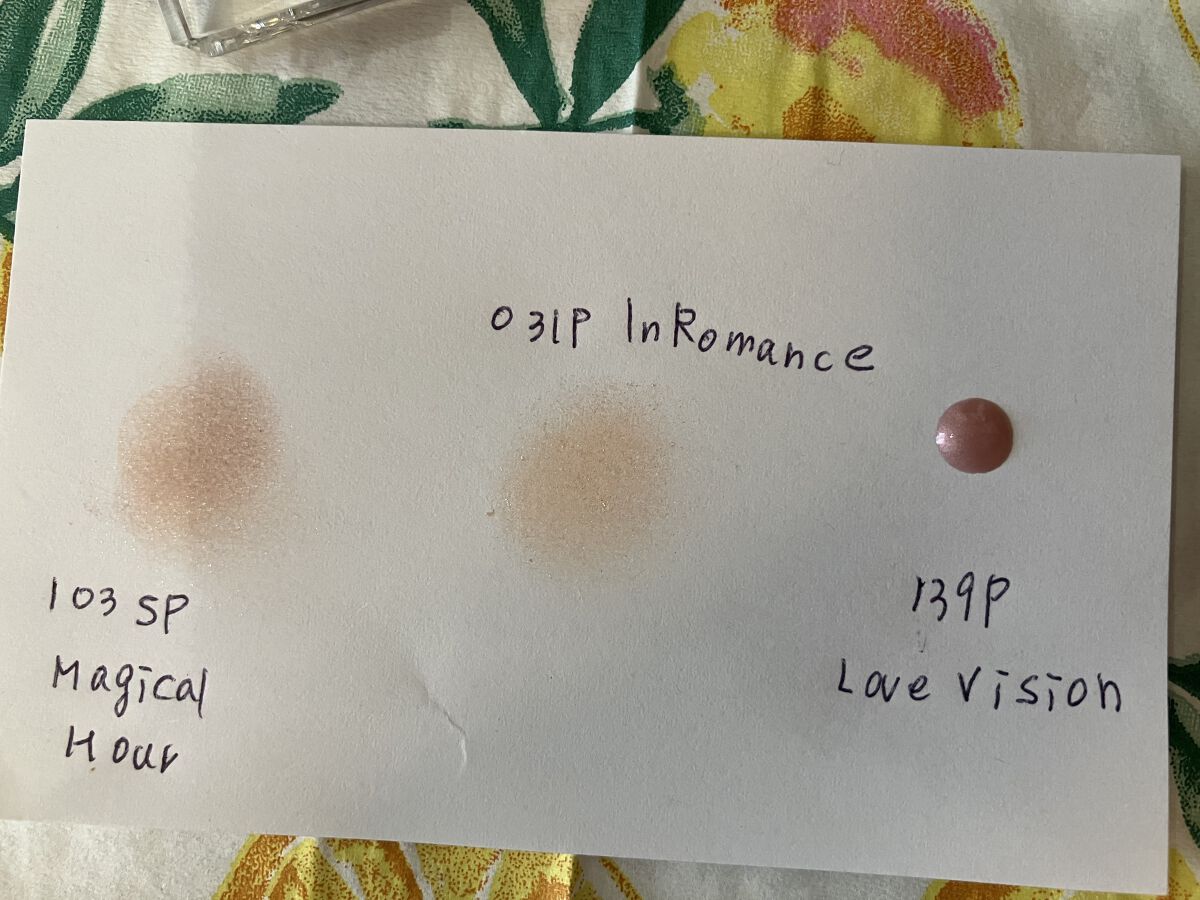 031P InRomance
103 SP
Magical
Hour
139P
Love Vision